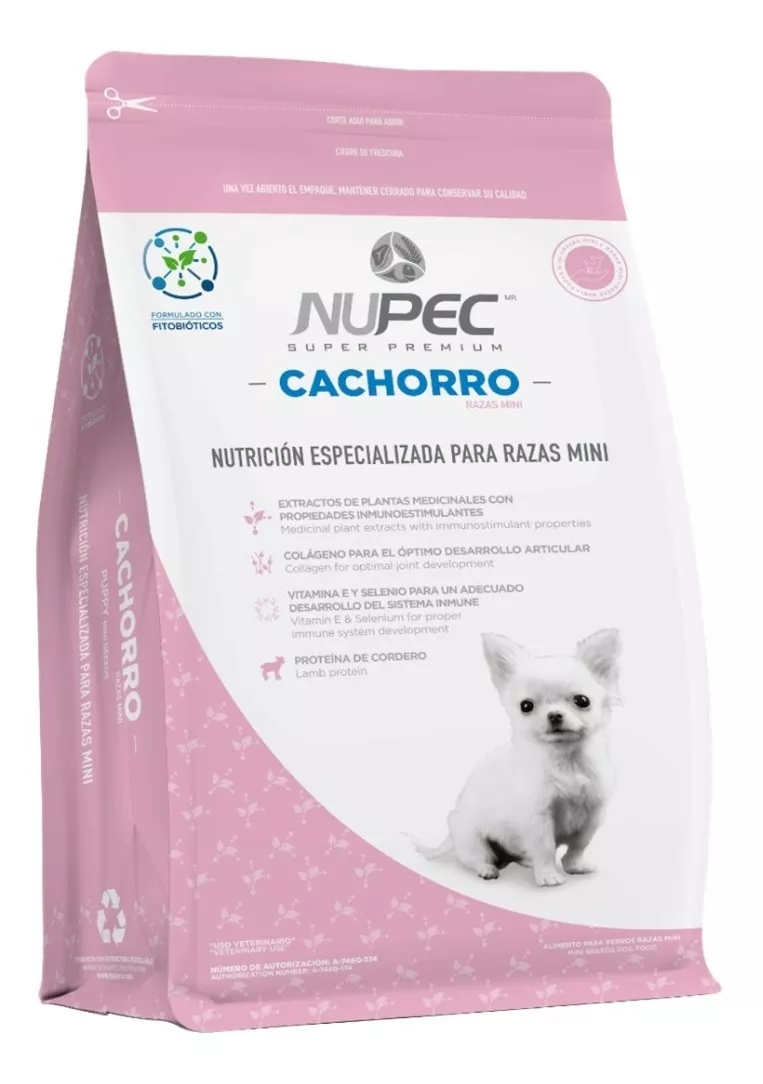 CORTE AQUÍ PARA ABRIR
CIERRE DE FRESCURA
UNA VEZ ABIERTO EL EMPAQUE, MANTENER CERRADO PARA CONSERVAR SU CALIDAD
FORMULADO CON
FITOBIÓTICOS
NUPEC MR
SUPER PREMIUM
– CACHORRO –
RAZAS MINI
NUTRICIÓN ESPECIALIZADA PARA RAZAS MINI
EXTRACTOS DE PLANTAS MEDICINALES CON
PROPIEDADES INMUNOESTIMULANTES
Medicinal plant extracts with immunostimulant properties
COLÁGENO PARA EL ÓPTIMO DESARROLLO ARTICULAR
Collagen for optimal joint development
VITAMINA E Y SELENIO PARA UN ADECUADO
DESARROLLO DEL SISTEMA INMUNE
Vitamin E & Selenium for proper
immune system development
PROTEÍNA DE CORDERO
Lamb protein
"USO VETERINARIO"
"VETERINARY USE"
NÚMERO DE AUTORIZACIÓN: A-7460-174
AUTHORIZATION NUMBER: A-7460-174
ALIMENTO PARA PERROS RAZAS MINI
MINI BREEDS DOG FOOD
– CACHORRO –
RAZAS MINI
PUPPY MINI BREEDS
NUTRICIÓN ESPECIALIZADA PARA RAZAS MINI